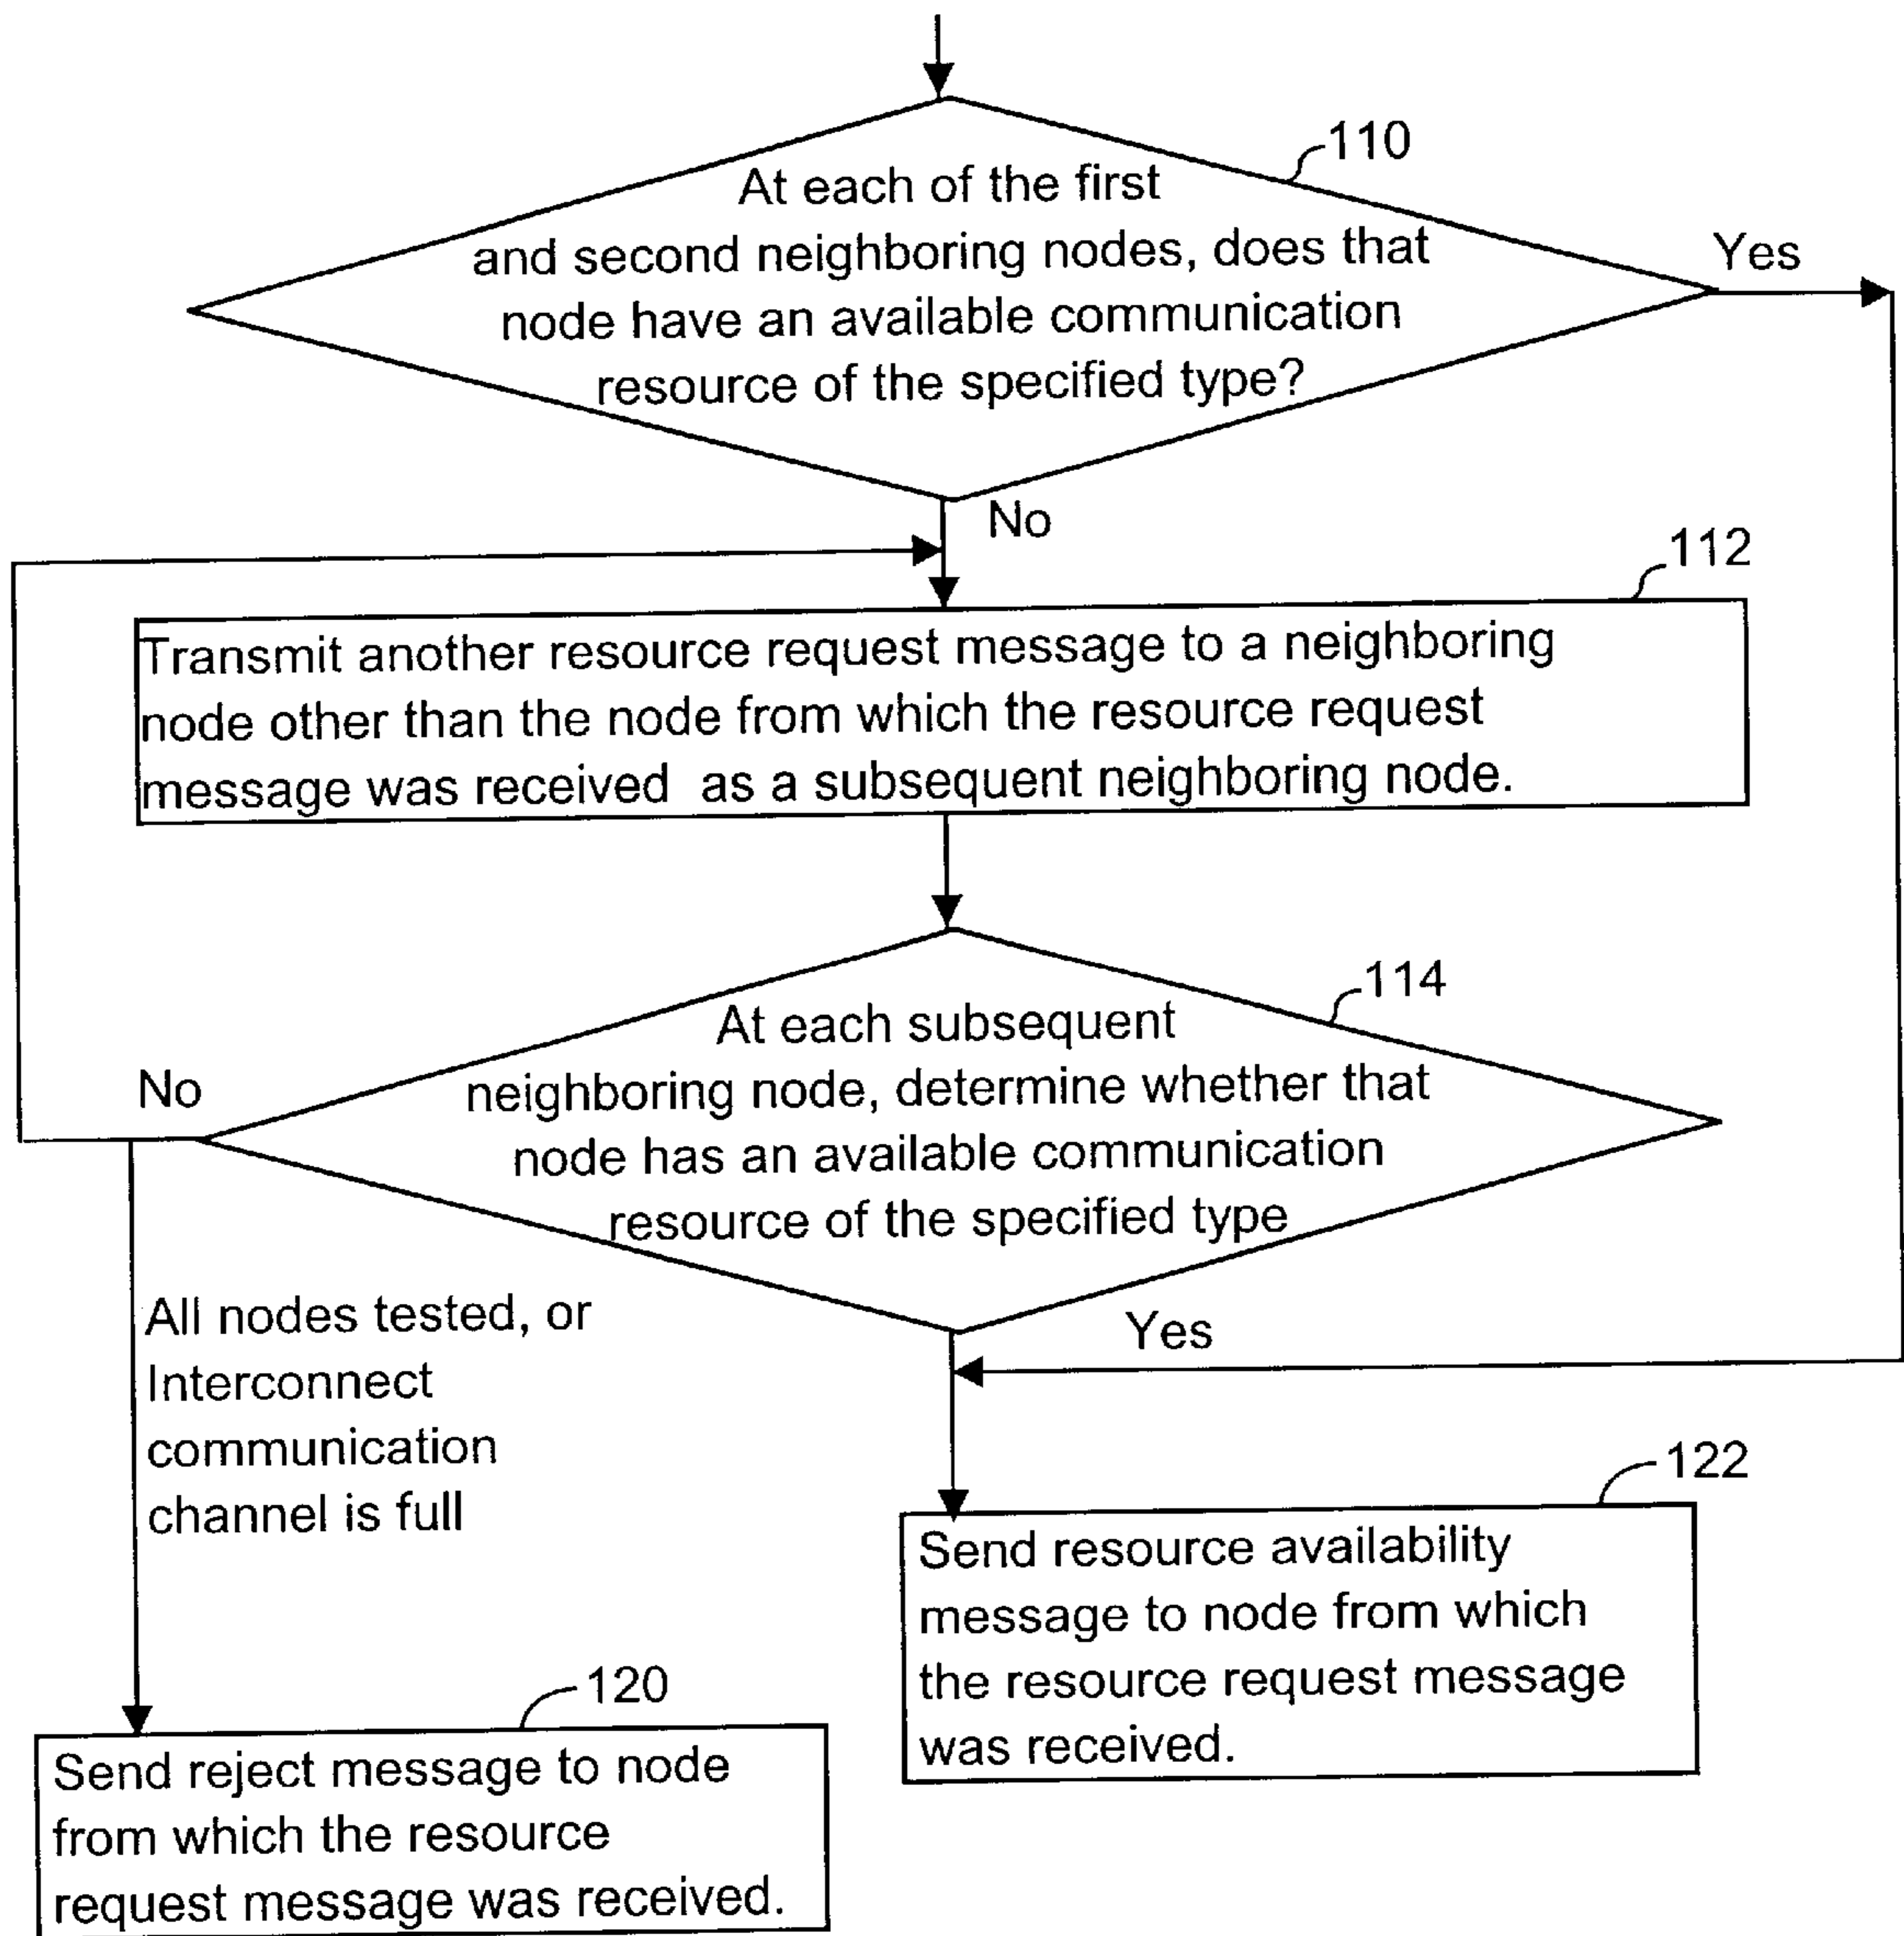 110
At each of the first
and second neighboring nodes, does that
node have an available communication
resource of the specified type?
Yes
No
112
Transmit another resource request message to a neighboring
node other than the node from which the resource request
message was received as a subsequent neighboring node.
114
At each subsequent
neighboring node, determine whether that
node has an available communication
resource of the specified type
No
Yes
All nodes tested, or
Interconnect
communication
channel is full
122
Send resource availability
message to node from which
the resource request message
was received.
120
Send reject message to node
from which the resource
request message was received.